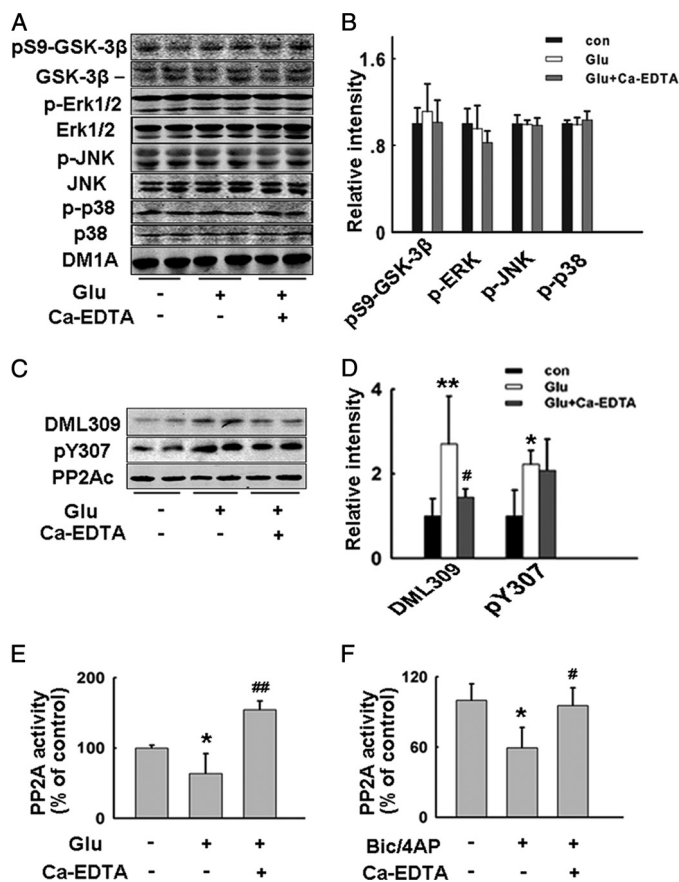 A
pS9-GSK-3β
GSK-3β –
p-Erk1/2
Erk1/2
p-JNK
JNK
p-p38
p38
DM1A
Glu - + +
Ca-EDTA - - +
B
Relative intensity
1.6
.8
0
con
Glu
Glu+Ca-EDTA
pS9-GSK-3β
p-ERK
p-JNK
p-p38
C
DML309
pY307
PP2Ac
Glu - + +
Ca-EDTA - - +
D
Relative intensity
4
2
0
con
Glu
Glu+Ca-EDTA
**
#
*
DML309
pY307
E
PP2A activity
(% of control)
200
100
0
*
##
Glu - + +
Ca-EDTA - - +
F
PP2A activity
(% of control)
120
60
0
*
#
Bic/4AP - + +
Ca-EDTA - - +